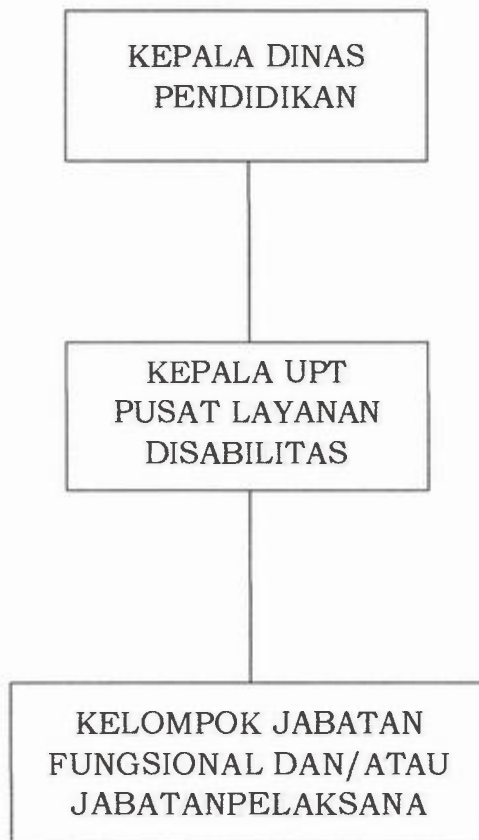 KEPALA DINAS
PENDIDIKAN
KEPALA UPT
PUSAT LAYANAN
DISABILITAS
KELOMPOK JABATAN
FUNGSIONAL DAN/ATAU
JABATANPELAKSANA